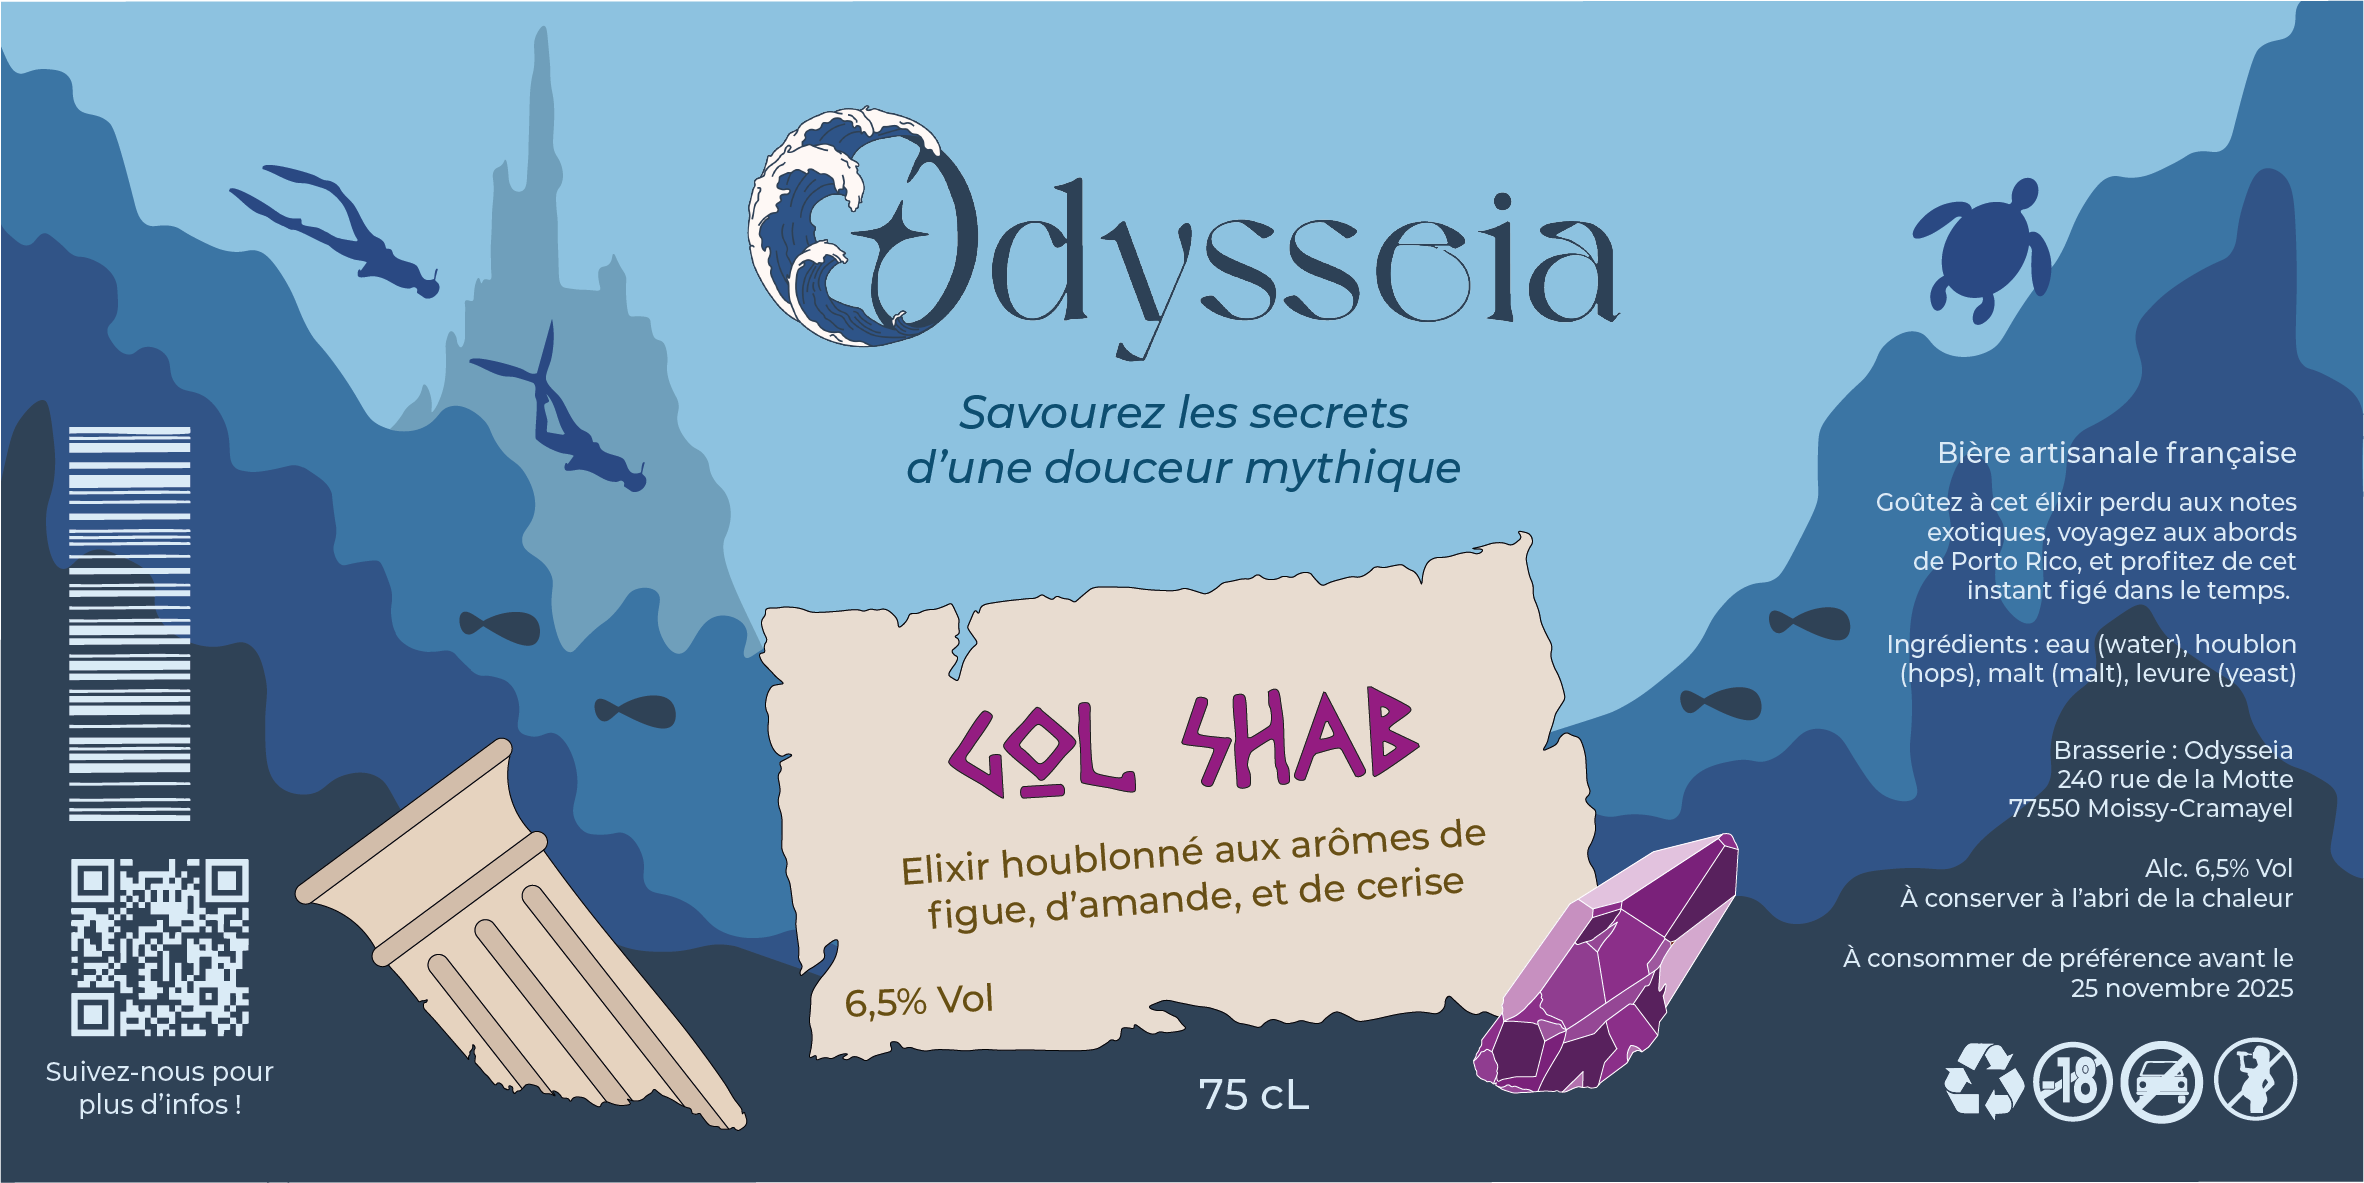 Odysseia
Savourez les secrets
d’une douceur mythique
GOL SHAB
Elixir houblonné aux arômes de
figue, d’amande, et de cerise
6,5% Vol
75 cL
Suivez-nous pour
plus d’infos !
Bière artisanale française
Goûtez à cet élixir perdu aux notes
exotiques, voyagez aux abords
de Porto Rico, et profitez de cet
instant figé dans le temps.
Ingrédients : eau (water), houblon
(hops), malt (malt), levure (yeast)
Brasserie : Odysseia
240 rue de la Motte
77550 Moissy-Cramayel
Alc. 6,5% Vol
À conserver à l’abri de la chaleur
À consommer de préférence avant le
25 novembre 2025
-18